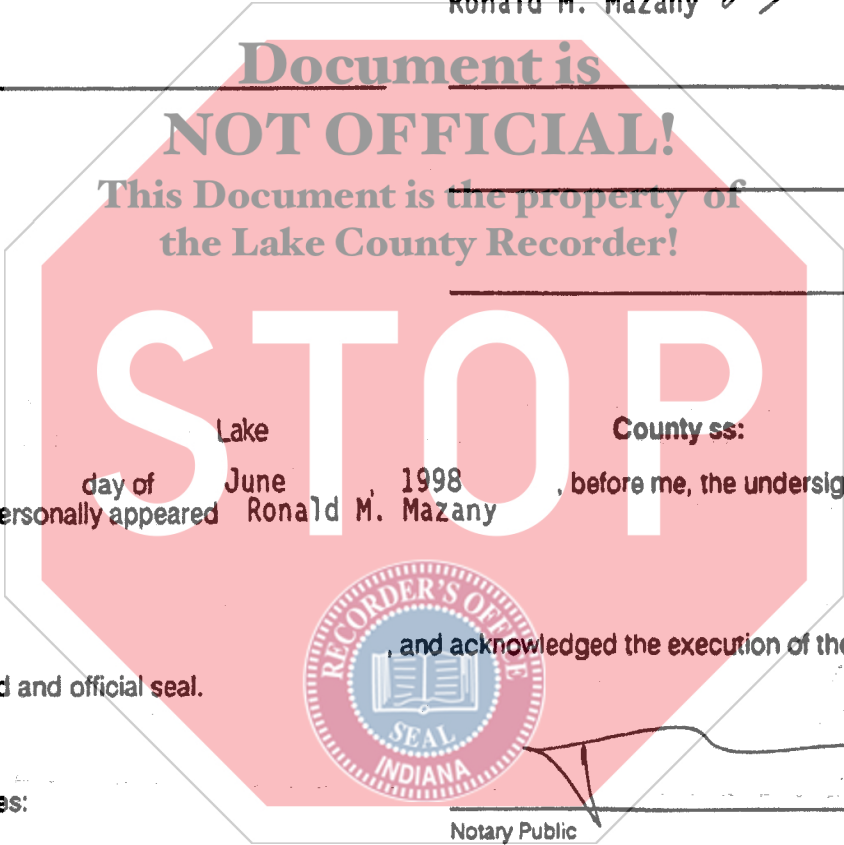 Ronald M. Mazany
Document is
NOT OFFICIAL!
This Document is the property of
the Lake County Recorder!
STOP
Lake County ss:
day of June , 1998 , before me, the undersig
ersonally appeared Ronald M. Mazany
RECORDER'S OFFICE
, and acknowledged the execution of the
d and official seal.
SEAL
INDIANA
es:
Notary Public